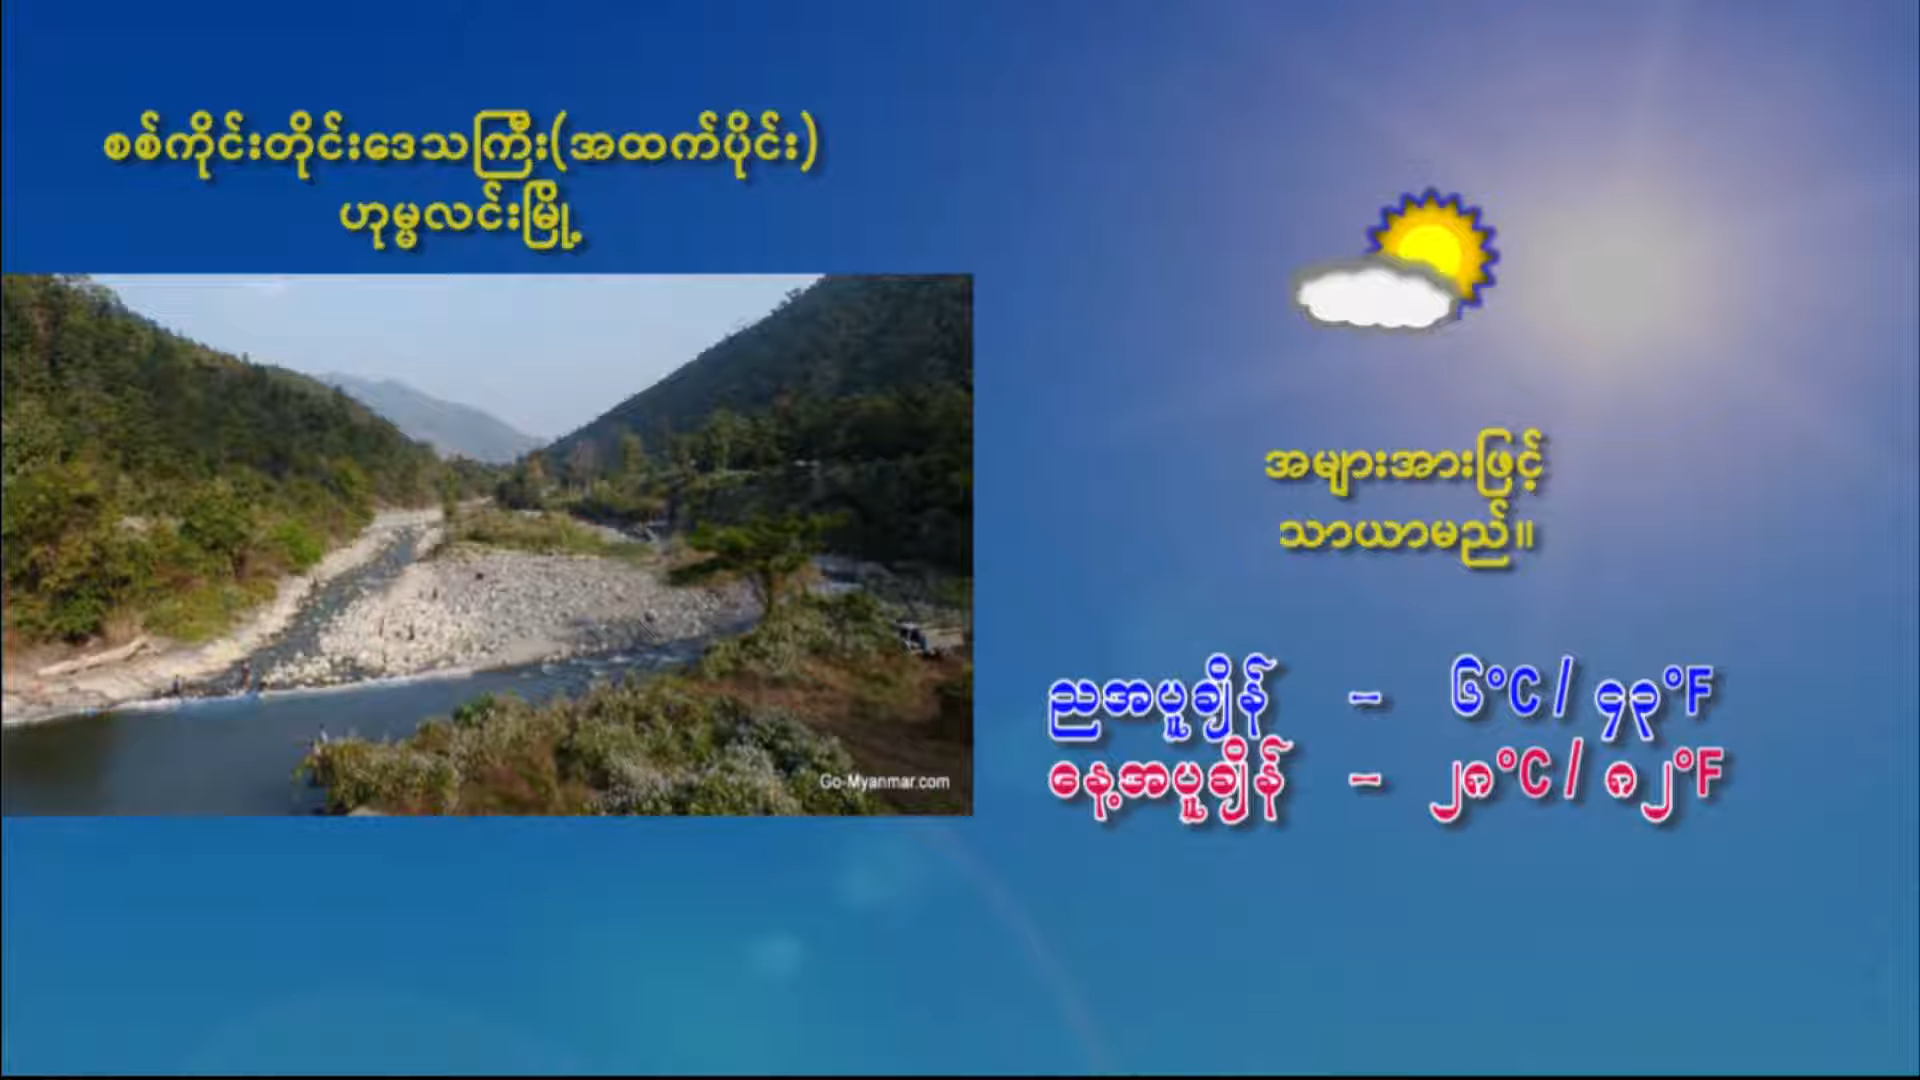 စစ်ကိုင်းတိုင်းဒေသကြီး(အထက်ပိုင်း)
ဟုမ္မလင်းမြို့
အများအားဖြင့်
သာယာမည်။
ညအပူချိန် - ၆°C / ၄၃°F
နေ့အပူချိန် - ၂၈°C / ၈၂°F
Go-Myanmar.com